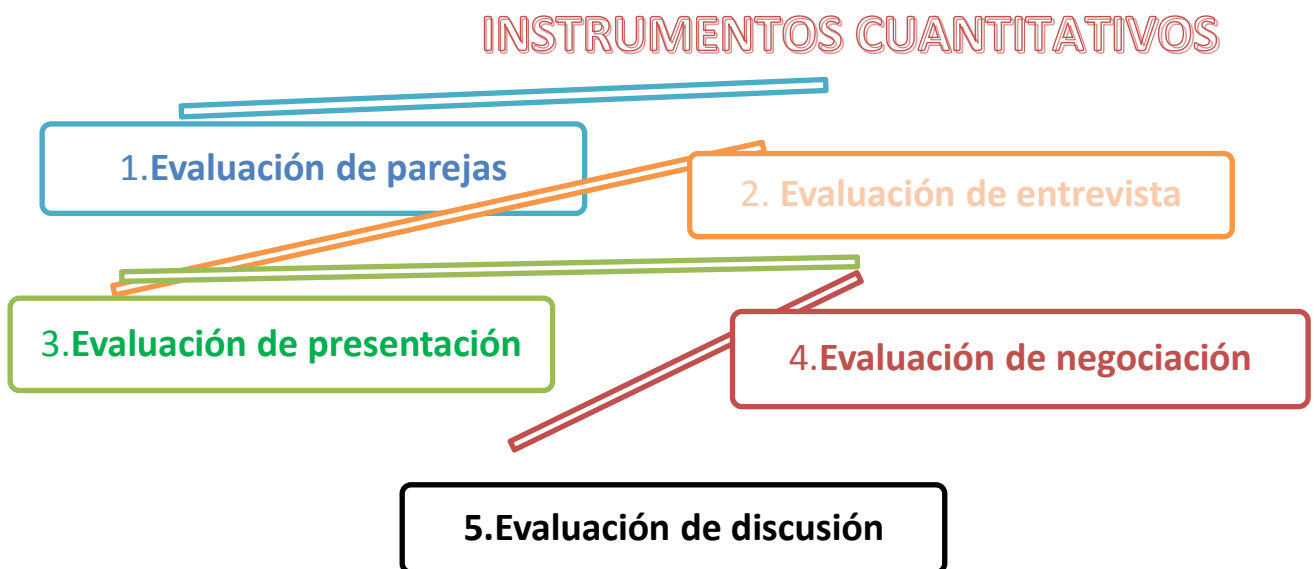 INSTRUMENTOS CUANTITATIVOS
1.Evaluación de parejas
2. Evaluación de entrevista
3.Evaluación de presentación
4.Evaluación de negociación
5.Evaluación de discusión